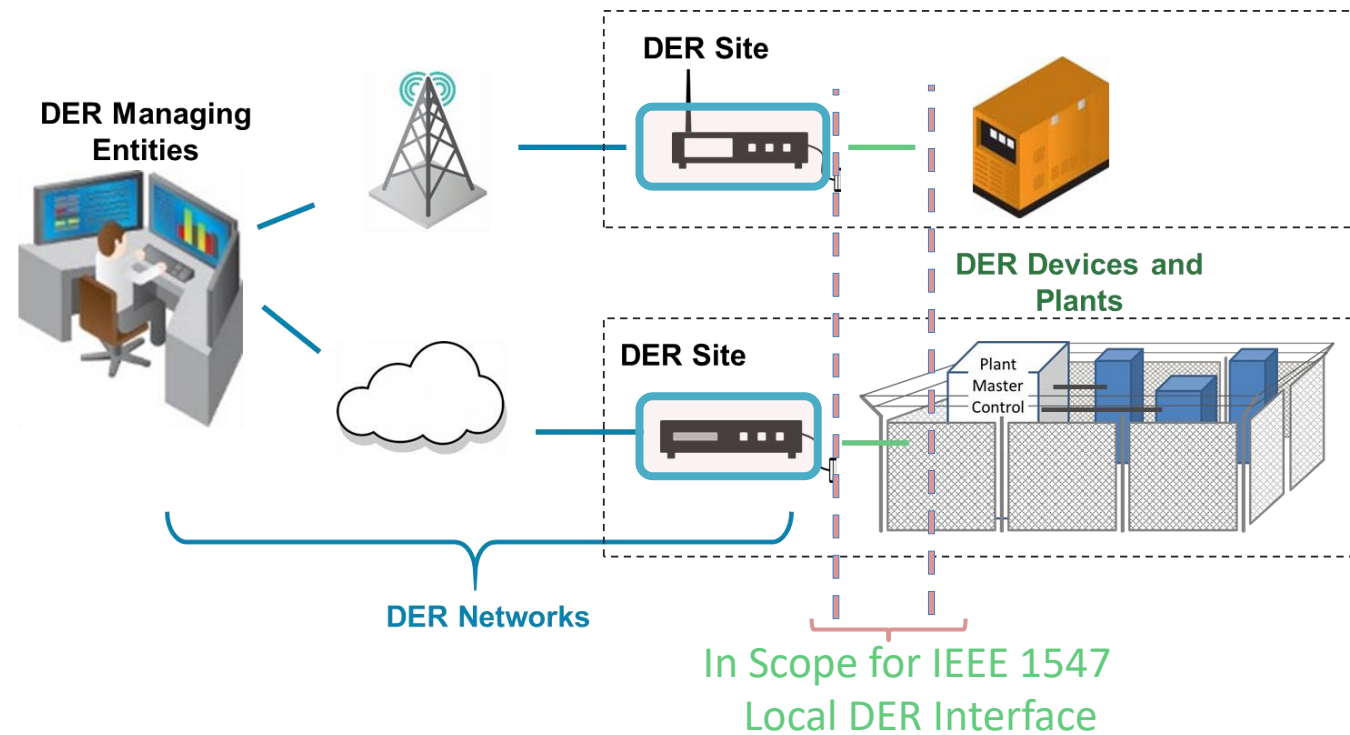 DER Site
DER Managing
Entities
DER Devices and
Plants
DER Site
Plant
Master
Control
DER Networks
In Scope for IEEE 1547
Local DER Interface